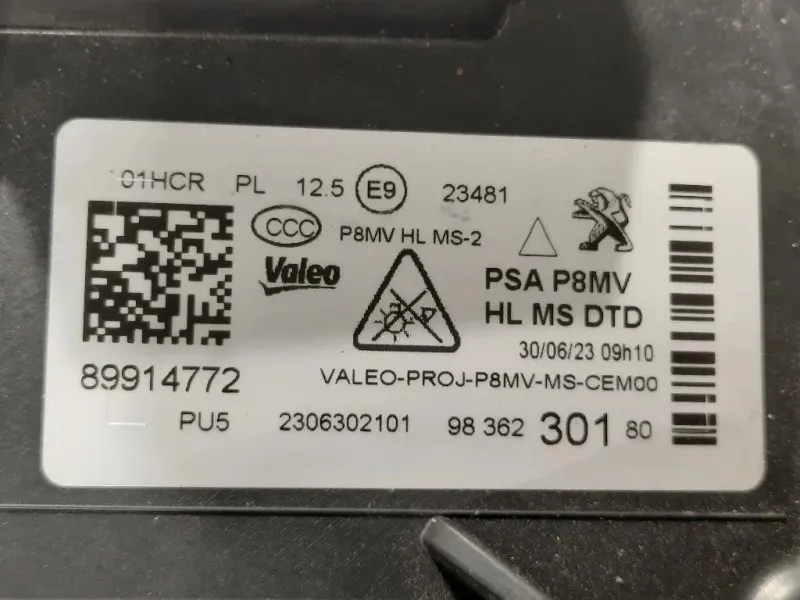 01HCR PL 12.5 E9 23481
CCC P8MV HL MS-2
Valeo
PSA P8MV
HL MS DTD
30/06/23 09h10
89914772
VALEO-PROJ-P8MV-MS-CEM00
PU5 2306302101 98 362 301 80